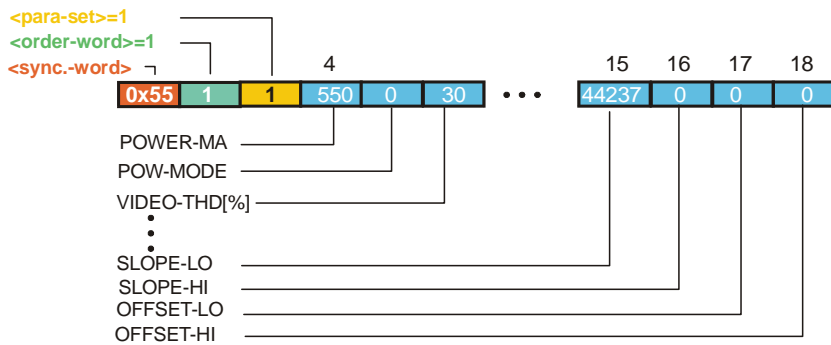 <para-set>=1
<order-word>=1
<sync.-word>
4 15 16 17 18
0x55 1 1 550 0 30 • • • 44237 0 0 0
POWER-MA
POW-MODE
VIDEO-THD[%]
SLOPE-LO
SLOPE-HI
OFFSET-LO
OFFSET-HI